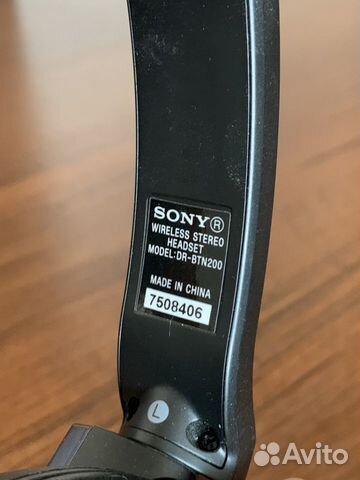 SONY®
WIRELESS STEREO
HEADSET
MODEL:DR-BTN200
MADE IN CHINA
7508406
L
Avito